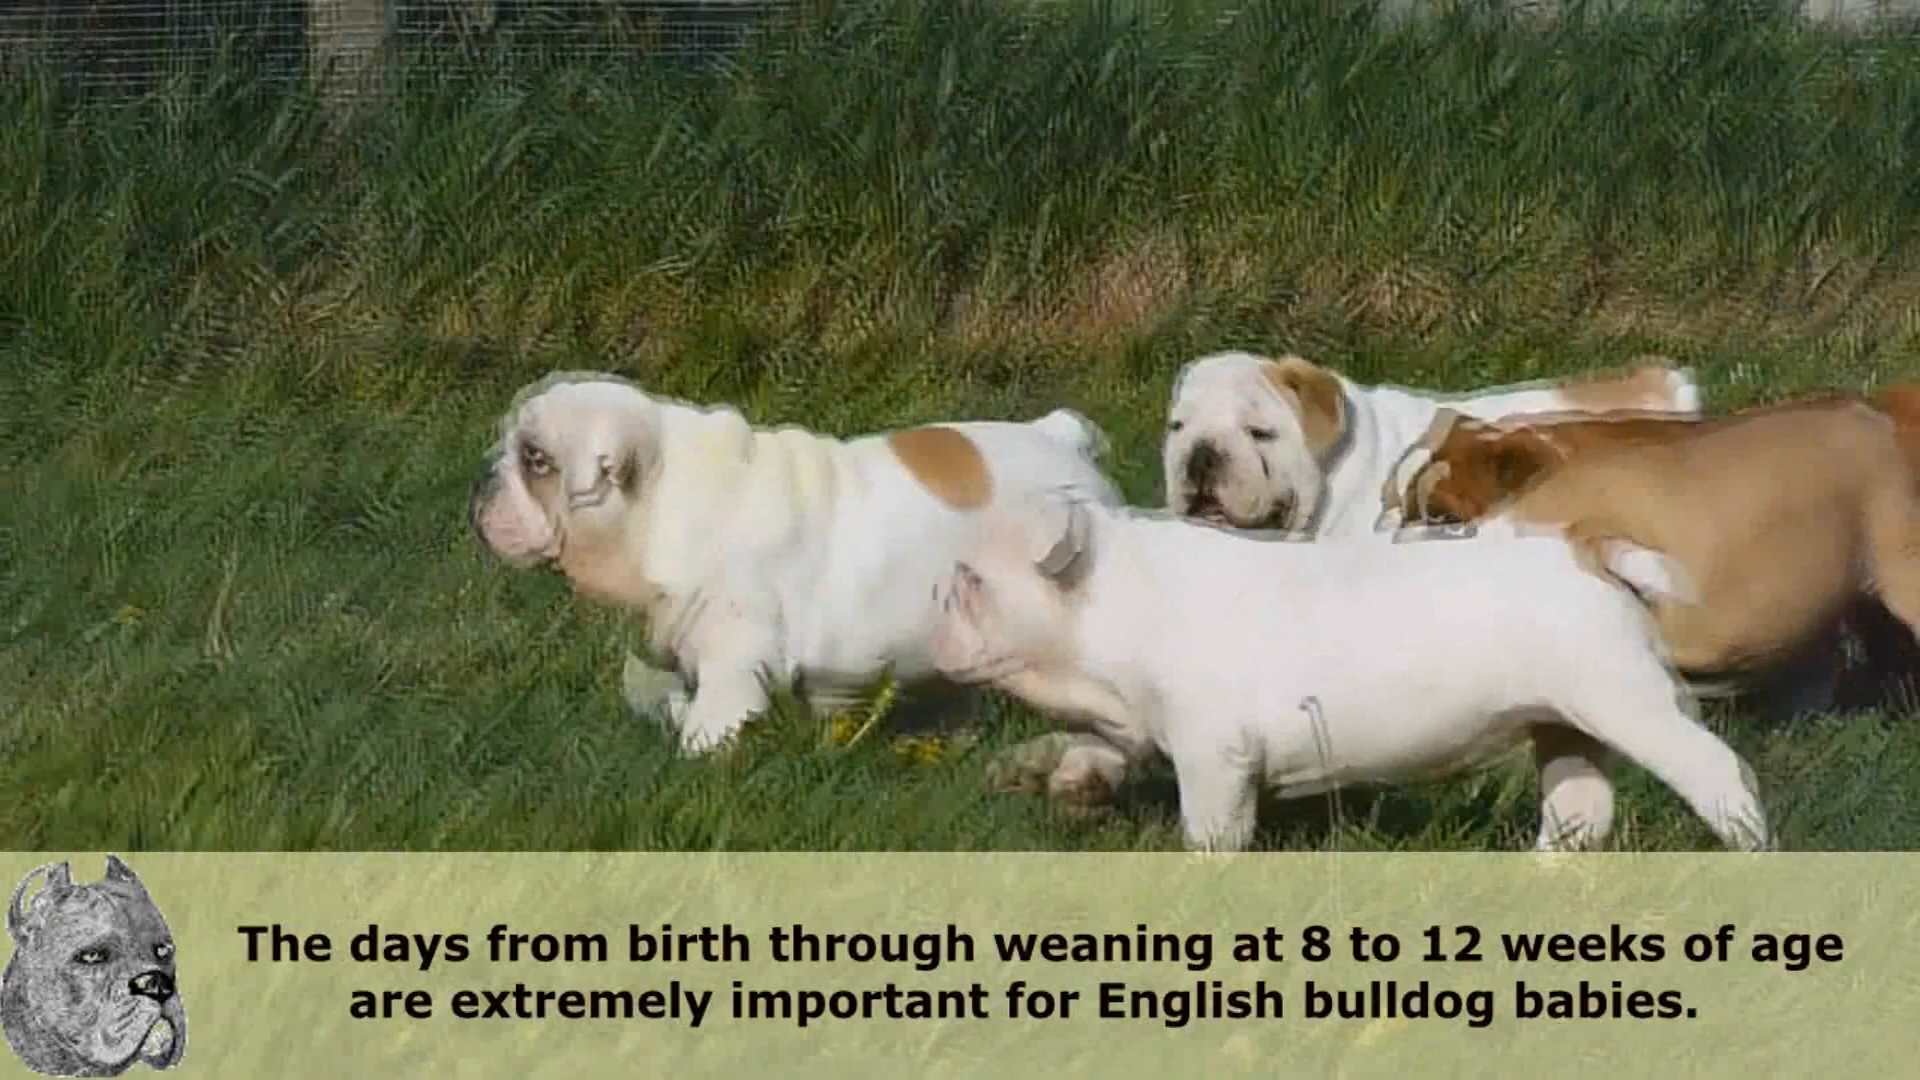 The days from birth through weaning at 8 to 12 weeks of age
are extremely important for English bulldog babies.